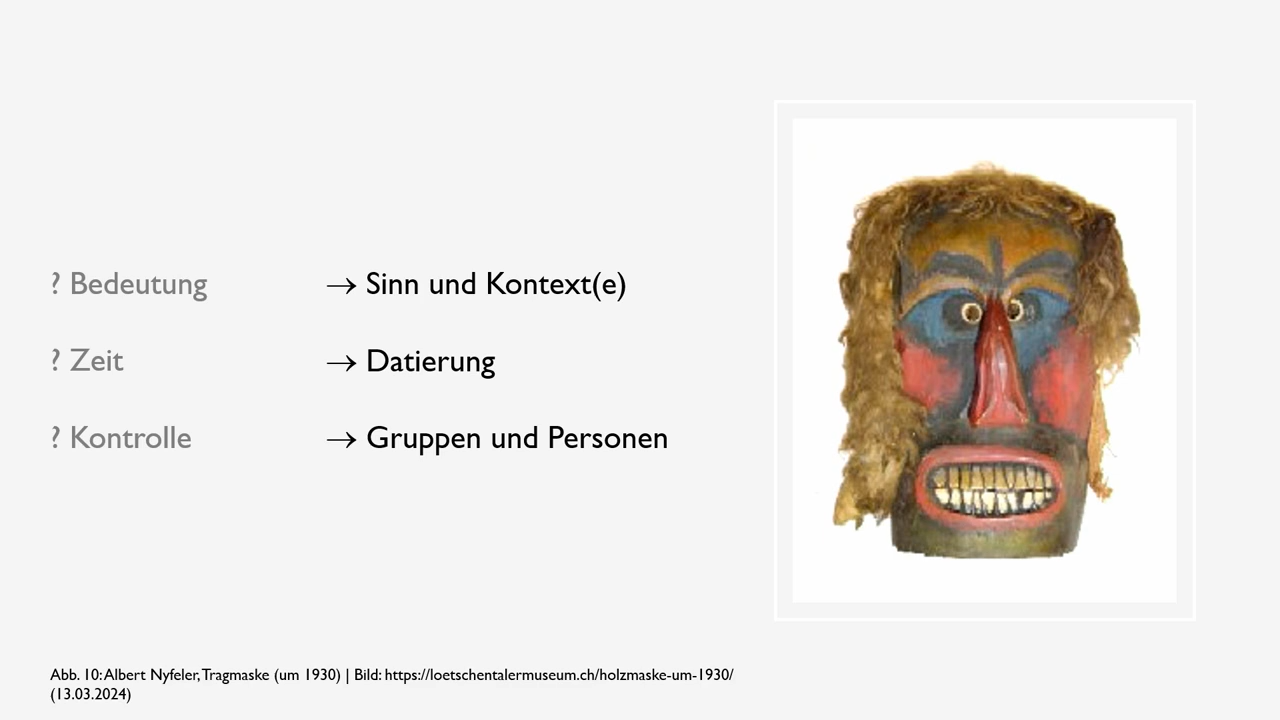 ? Bedeutung → Sinn und Kontext(e)
? Zeit → Datierung
? Kontrolle → Gruppen und Personen
Abb. 10: Albert Nyfeler, Tragmaske (um 1930) | Bild: https://loetschentalermuseum.ch/holzmaske-um-1930/
(13.03.2024)